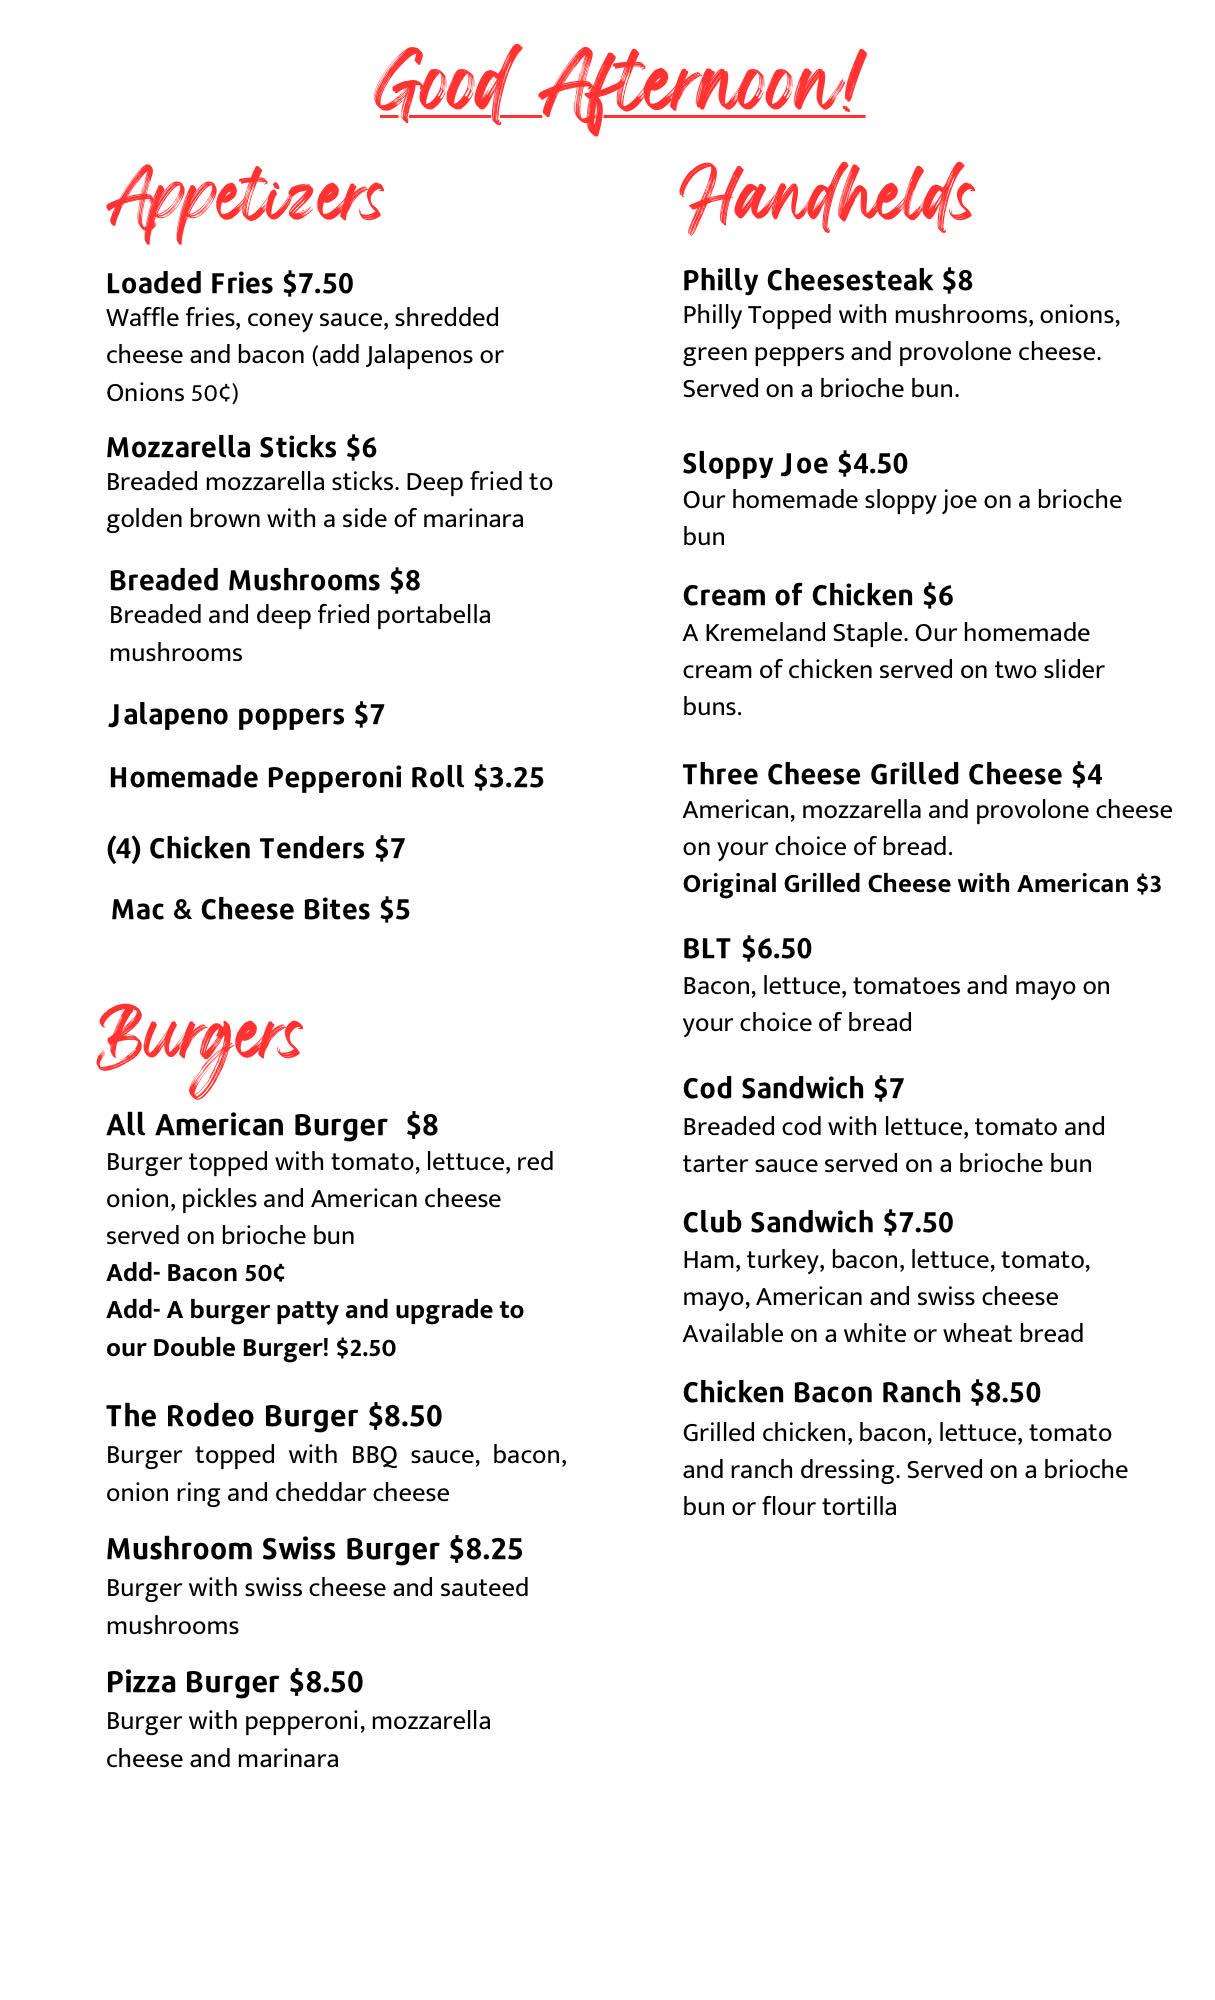 Good Afternoon!
Appetizers
Loaded Fries $7.50
Waffle fries, coney sauce, shredded
cheese and bacon (add Jalapenos or
Onions 50¢)
Mozzarella Sticks $6
Breaded mozzarella sticks. Deep fried to
golden brown with a side of marinara
Breaded Mushrooms $8
Breaded and deep fried portabella
mushrooms
Jalapeno poppers $7
Homemade Pepperoni Roll $3.25
(4) Chicken Tenders $7
Mac & Cheese Bites $5
Burgers
All American Burger $8
Burger topped with tomato, lettuce, red
onion, pickles and American cheese
served on brioche bun
Add- Bacon 50¢
Add- A burger patty and upgrade to
our Double Burger! $2.50
The Rodeo Burger $8.50
Burger topped with BBQ sauce, bacon,
onion ring and cheddar cheese
Mushroom Swiss Burger $8.25
Burger with swiss cheese and sauteed
mushrooms
Pizza Burger $8.50
Burger with pepperoni, mozzarella
cheese and marinara
Handhelds
Philly Cheesesteak $8
Philly Topped with mushrooms, onions,
green peppers and provolone cheese.
Served on a brioche bun.
Sloppy Joe $4.50
Our homemade sloppy joe on a brioche
bun
Cream of Chicken $6
A Kremeland Staple. Our homemade
cream of chicken served on two slider
buns.
Three Cheese Grilled Cheese $4
American, mozzarella and provolone cheese
on your choice of bread.
Original Grilled Cheese with American $3
BLT $6.50
Bacon, lettuce, tomatoes and mayo on
your choice of bread
Cod Sandwich $7
Breaded cod with lettuce, tomato and
tarter sauce served on a brioche bun
Club Sandwich $7.50
Ham, turkey, bacon, lettuce, tomato,
mayo, American and swiss cheese
Available on a white or wheat bread
Chicken Bacon Ranch $8.50
Grilled chicken, bacon, lettuce, tomato
and ranch dressing. Served on a brioche
bun or flour tortilla